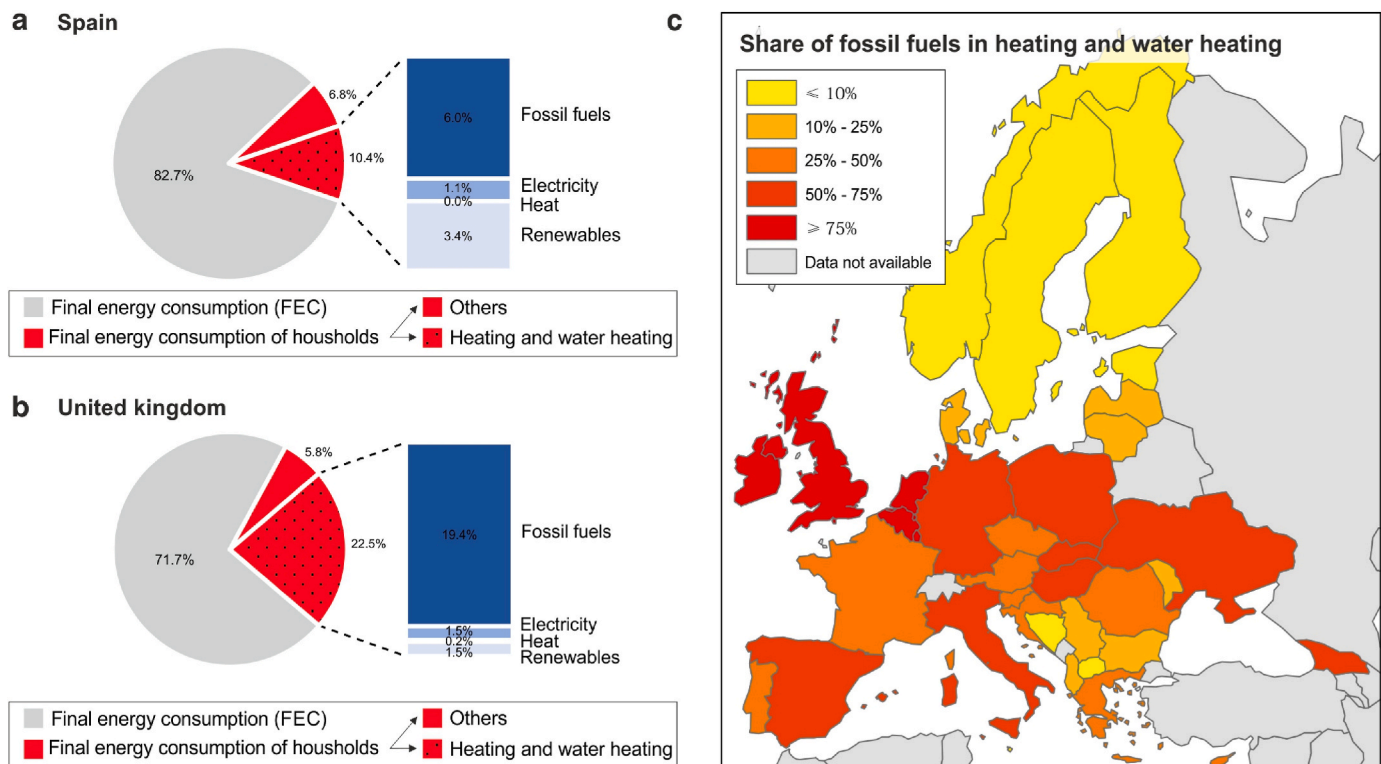 a Spain
6.8%
10.4%
82.7%
6.0%
Fossil fuels
1.1%
Electricity
0.0%
Heat
3.4%
Renewables
Final energy consumption (FEC)
Others
Final energy consumption of housholds
Heating and water heating
b United kingdom
5.8%
22.5%
71.7%
19.4%
Fossil fuels
1.5%
Electricity
0.2%
Heat
1.5%
Renewables
Final energy consumption (FEC)
Others
Final energy consumption of housholds
Heating and water heating
c
Share of fossil fuels in heating and water heating
⩽ 10%
10% - 25%
25% - 50%
50% - 75%
⩾ 75%
Data not available